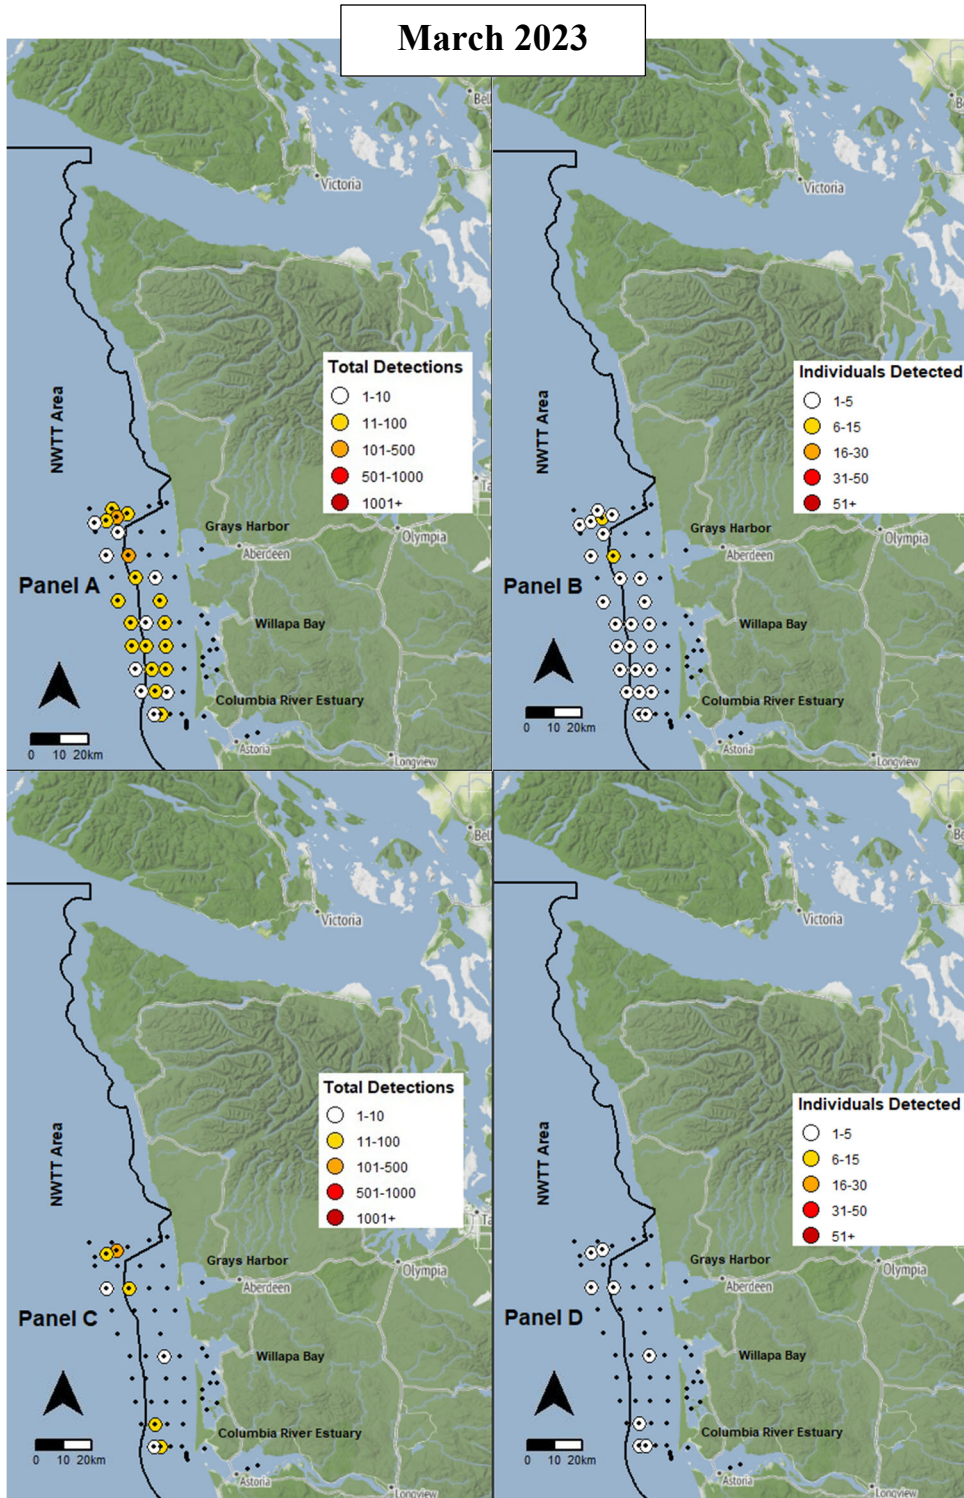 March 2023
Bel
Victoria
NWTT Area
Total Detections
1-10
11-100
101-500
501-1000
1001+
Grays Harbor
Aberdeen
Olympia
Ta
Panel A
Willapa Bay
Columbia River Estuary
0 10 20km
Astoria
Longview
Be
Victoria
NWTT Area
Individuals Detected
1-5
6-15
16-30
31-50
51+
Grays Harbor
Aberdeen
Olympia
Panel B
Willapa Bay
Columbia River Estuary
0 10 20km
Astoria
Longview
Bel
Victoria
NWTT Area
Total Detections
1-10
11-100
101-500
501-1000
1001+
Ta
Grays Harbor
Aberdeen
Olympia
Panel C
Willapa Bay
Columbia River Estuary
0 10 20km
Astoria
Longview
Be
Victoria
NWTT Area
Individuals Detected
1-5
6-15
16-30
31-50
51+
Grays Harbor
Aberdeen
Olympia
Panel D
Willapa Bay
Columbia River Estuary
0 10 20km
Astoria
Longview